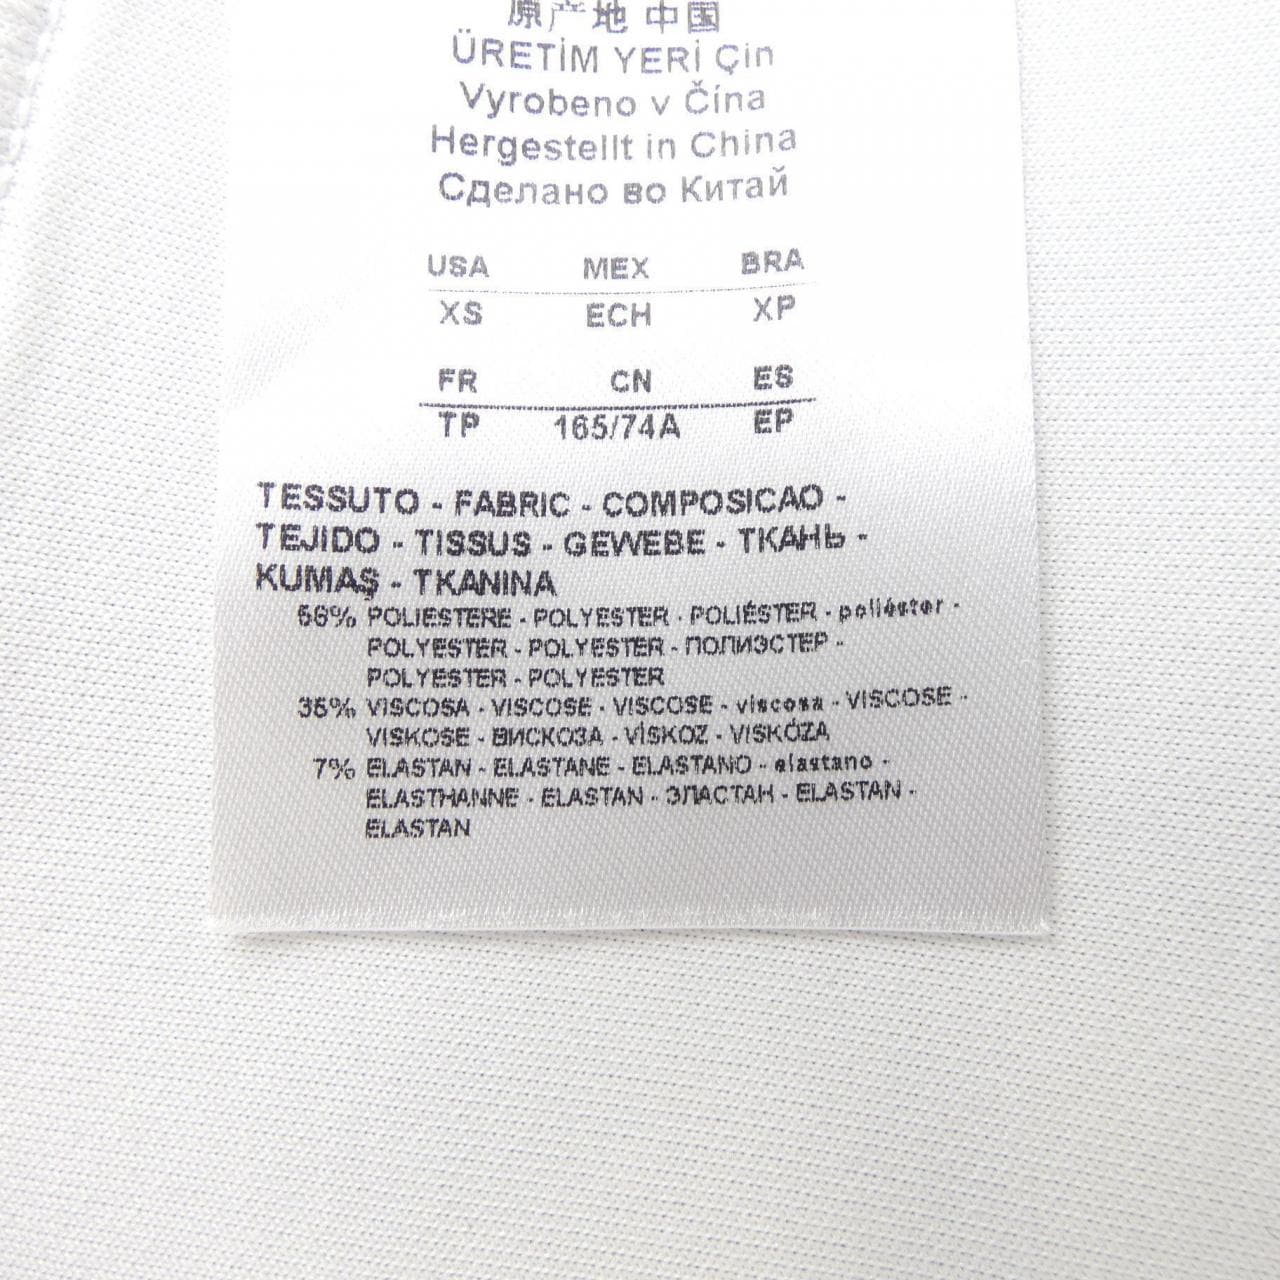 原产地 中国
ÜRETİM YERİ Çin
Vyrobeno v Čína
Hergestellt in China
Сделано во Китай
USA MEX BRA
XS ECH XP
FR CN ES
TP 165/74A EP
TESSUTO - FABRIC - COMPOSICAO -
TEJIDO - TISSUS - GEWEBE - ТКАНЬ -
KUMAŞ - TKANINA
58% POLIESTERE - POLYESTER - POLIÉSTER - poliéster -
POLYESTER - POLYESTER - ПОЛИЭСТЕР -
POLYESTER - POLYESTER
35% VISCOSA - VISCOSE - VISCOSE - viscosa - VISCOSE -
VISKOSE - ВИСКОЗА - VİSKOZ - VISKÓZA
7% ELASTAN - ELASTANE - ELASTANO - elastano -
ELASTHANNE - ELASTAN - ЭЛАСТАН - ELASTAN -
ELASTAN